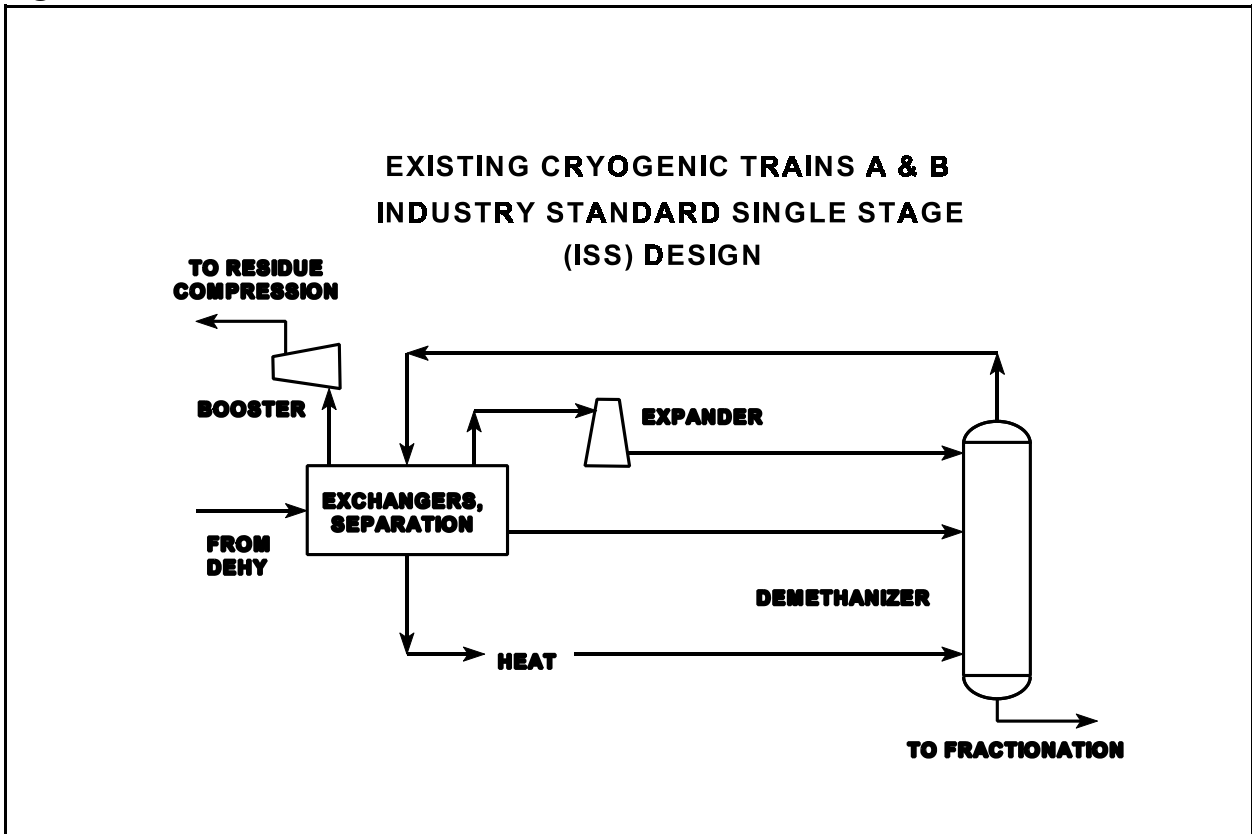 EXISTING CRYOGENIC TRAINS A & B
INDUSTRY STANDARD SINGLE STAGE
(ISS) DESIGN
TO RESIDUE
COMPRESSION
BOOSTER
EXPANDER
EXCHANGERS,
SEPARATION
FROM
DEHY
DEMETHANIZER
HEAT
TO FRACTIONATION